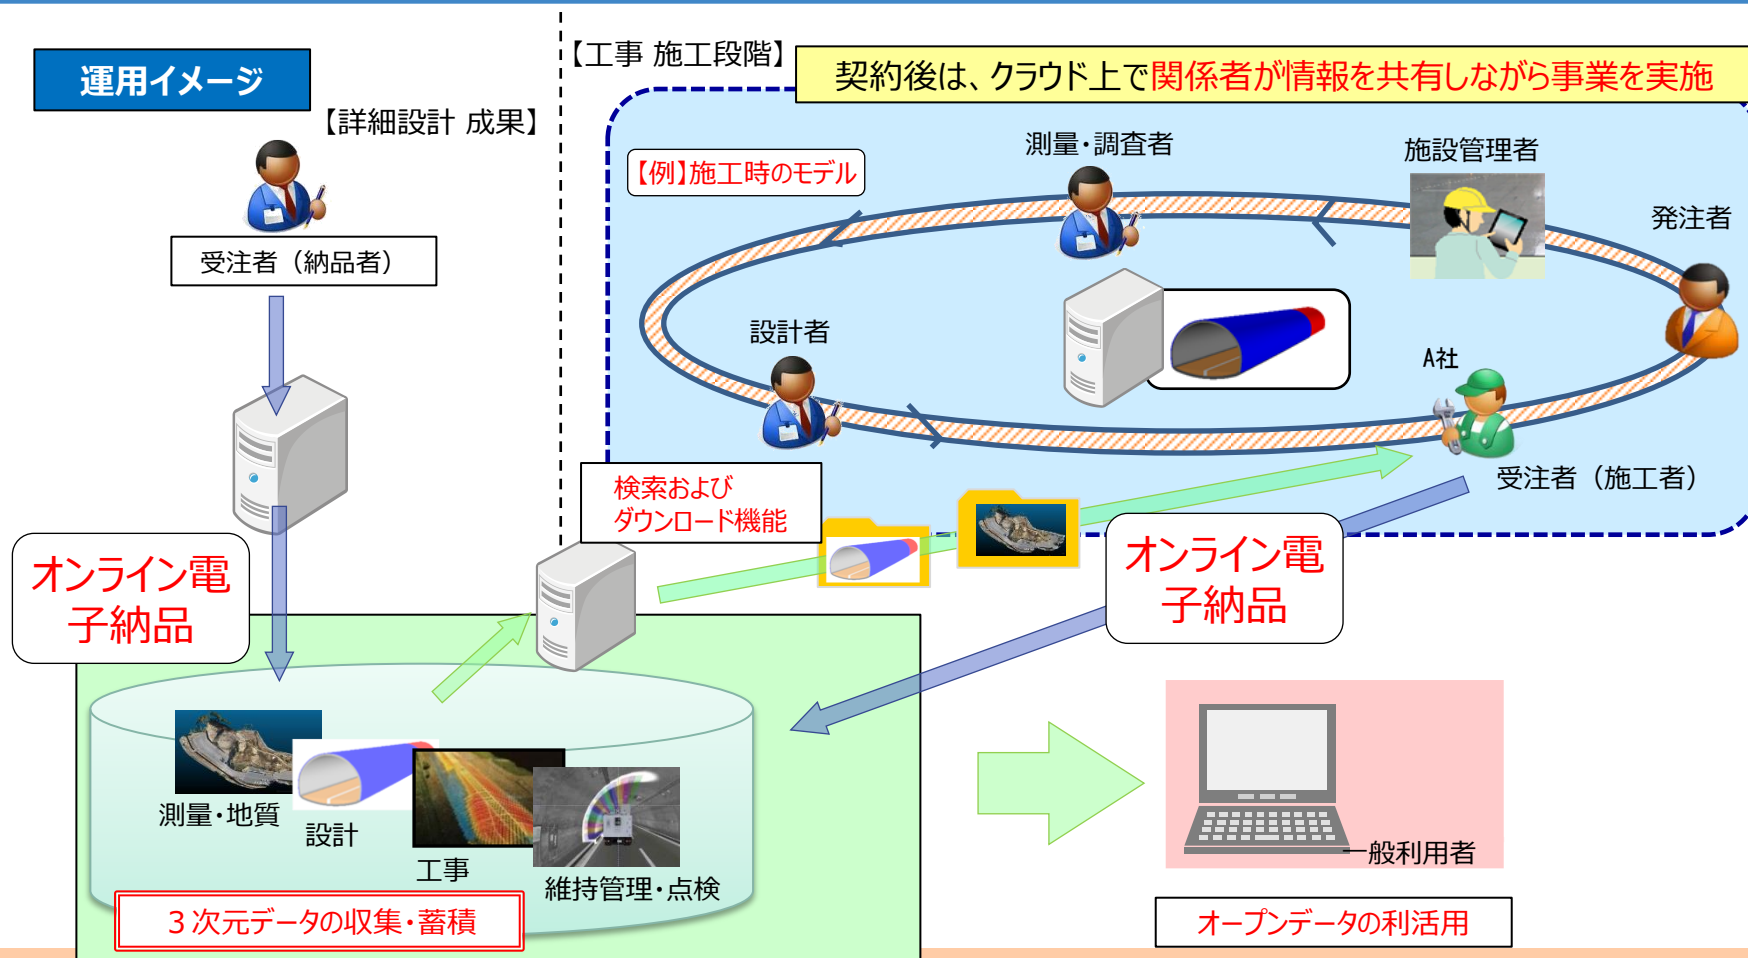 運用イメージ
【詳細設計 成果】
受注者（納品者）
オンライン電
子納品
【工事 施工段階】
契約後は、クラウド上で関係者が情報を共有しながら事業を実施
【例】施工時のモデル
測量・調査者
施設管理者
発注者
設計者
A社
受注者（施工者）
検索および
ダウンロード機能
オンライン電
子納品
測量・地質
設計
工事
維持管理・点検
３次元データの収集・蓄積
一般利用者
オープンデータの利活用